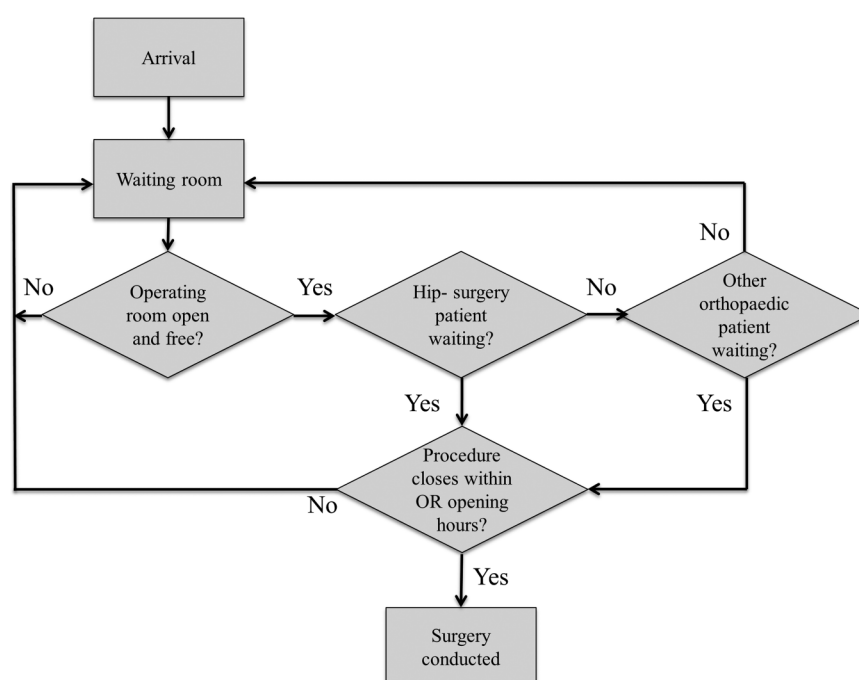 Arrival
Waiting room
No
No
Operating
room open
and free?
Yes
Hip- surgery
patient
waiting?
No
Other
orthopaedic
patient
waiting?
Yes
Yes
Procedure
closes within
OR opening
hours?
No
Yes
Surgery
conducted